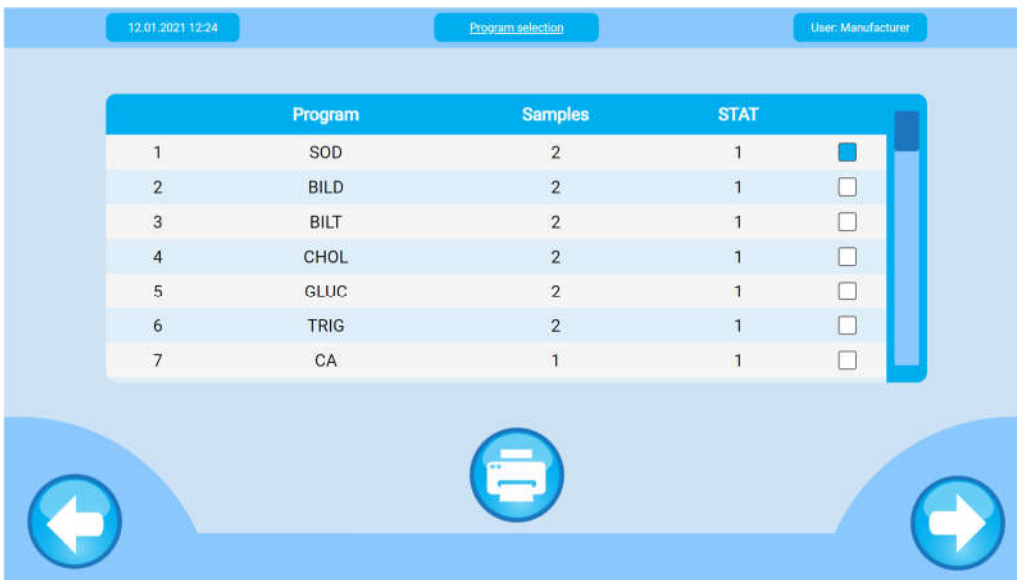 12.01.2021 12:24 Program selection User: Manufacturer
Program Samples STAT
1 SOD 2 1
2 BILD 2 1
3 BILT 2 1
4 CHOL 2 1
5 GLUC 2 1
6 TRIG 2 1
7 CA 1 1